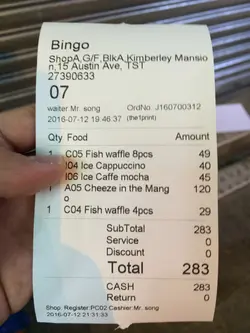 Bingo
ShopA,G/F,BlkA,Kimberley Mansio
n,15 Austin Ave, TST
27390633
07
waiter Mr. song OrdNo J160700312
2016-07-12 19:46:37 (the1print)
Qty Food Amount
1 C05 Fish waffle 8pcs 49
I04 Ice Cappuccino 40
I06 Ice Caffe mocha 45
1 A05 Cheeze in the Mang 120
o
1 C04 Fish waffle 4pcs 29
SubTotal 283
Service 0
Discount 0
Total 283
CASH 283
Return 0
Shop Register:PC02 Cashier:Mr. song
2016-07-12 21:31:33